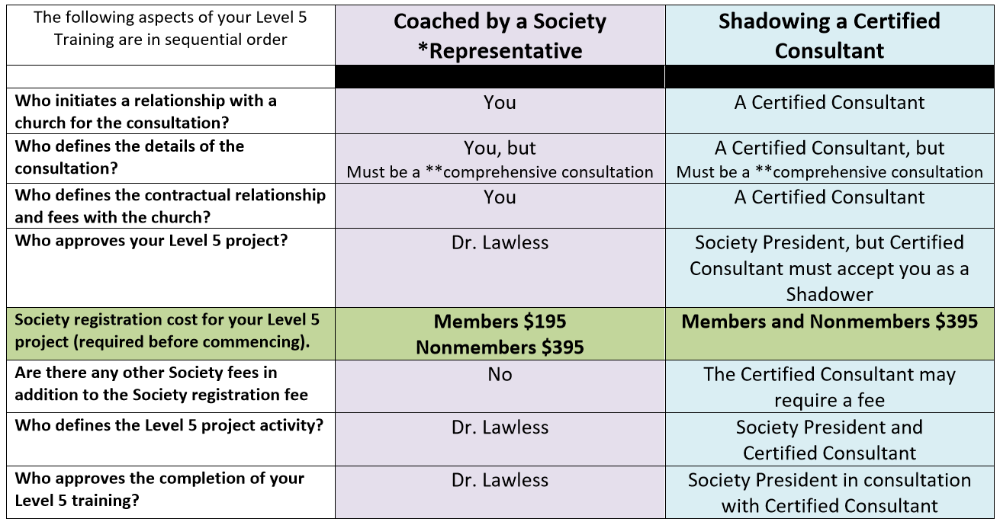 The following aspects of your Level 5
Training are in sequential order
Coached by a Society
*Representative
Shadowing a Certified
Consultant
Who initiates a relationship with a
church for the consultation?
You
A Certified Consultant
Who defines the details of the
consultation?
You, but
Must be a **comprehensive consultation
A Certified Consultant, but
Must be a **comprehensive consultation
Who defines the contractual relationship
and fees with the church?
You
A Certified Consultant
Who approves your Level 5 project?
Dr. Lawless
Society President, but Certified
Consultant must accept you as a
Shadower
Society registration cost for your Level 5
project (required before commencing).
Members $195
Nonmembers $395
Members and Nonmembers $395
Are there any other Society fees in
addition to the Society registration fee
No
The Certified Consultant may
require a fee
Who defines the Level 5 project activity?
Dr. Lawless
Society President and
Certified Consultant
Who approves the completion of your
Level 5 training?
Dr. Lawless
Society President in consultation
with Certified Consultant